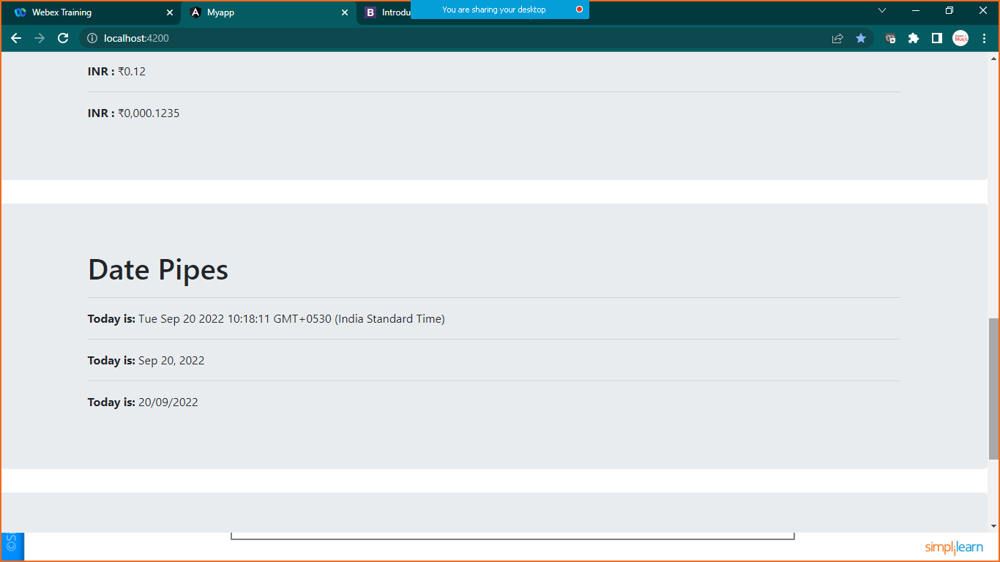 Webex Training
Myapp
Introdu
You are sharing your desktop
localhost:4200
INR : ₹0.12
INR : ₹0,000.1235
Date Pipes
Today is: Tue Sep 20 2022 10:18:11 GMT+0530 (India Standard Time)
Today is: Sep 20, 2022
Today is: 20/09/2022
©S
simplilearn